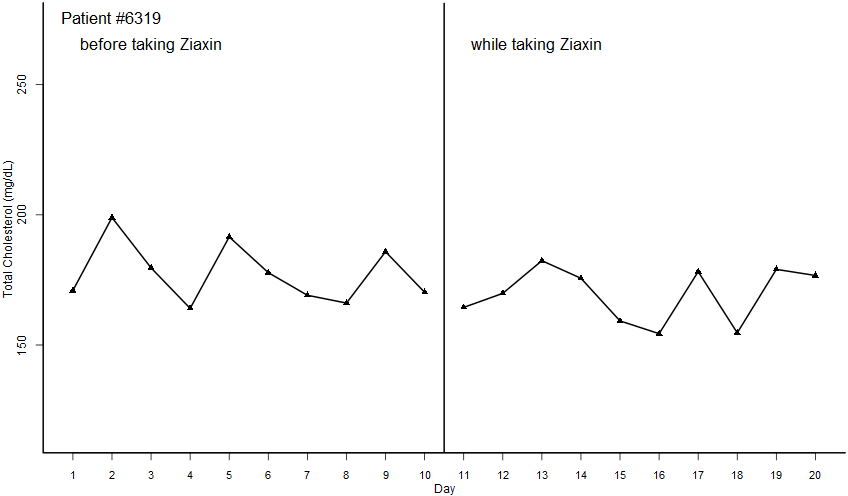 Patient #6319
before taking Ziaxin
while taking Ziaxin
Total Cholesterol (mg/dL)
250
200
150
1 2 3 4 5 6 7 8 9 10 11 12 13 14 15 16 17 18 19 20
Day